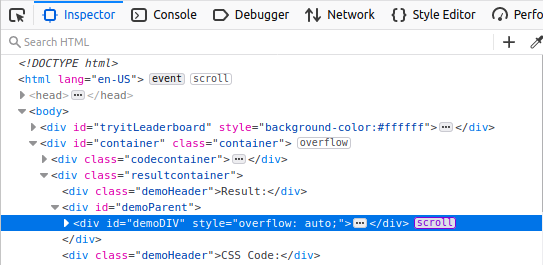 Inspector Console Debugger Network {} Style Editor Perfo
Search HTML +
<!DOCTYPE html>
<html lang="en-US"> event scroll
<head> ••• </head>
<body>
<div id="tryitLeaderboard" style="background-color:#ffffff"> ••• </div>
<div id="container" class="container"> overflow
<div class="codecontainer"> ••• </div>
<div class="resultcontainer">
<div class="demoHeader">Result:</div>
<div id="demoParent">
<div id="demoDIV" style="overflow: auto;"> ••• </div> scroll
</div>
<div class="demoHeader">CSS Code:</div>